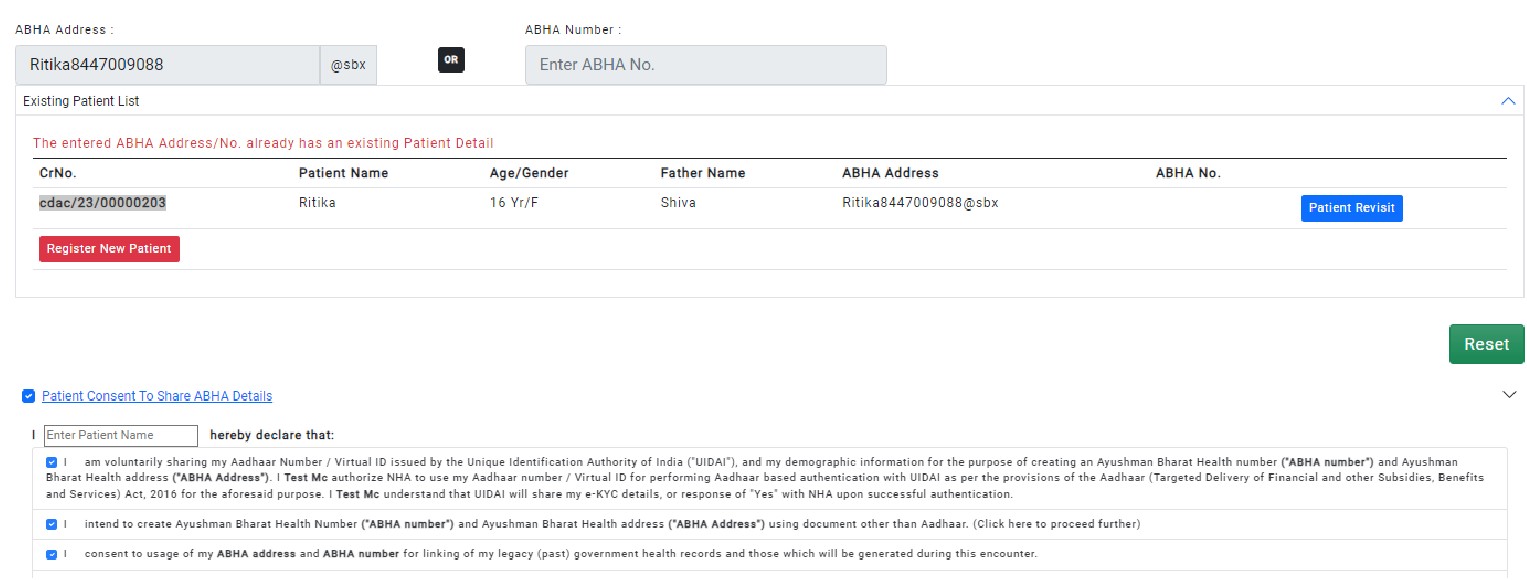 ABHA Address :
ABHA Number :
Ritika8447009088 @sbx OR Enter ABHA No.
Existing Patient List
The entered ABHA Address/No. already has an existing Patient Detail
CrNo. Patient Name Age/Gender Father Name ABHA Address ABHA No.
cdac/23/00000203 Ritika 16 Yr/F Shiva Ritika8447009088@sbx Patient Revisit
Register New Patient
Reset
Patient Consent To Share ABHA Details
I Enter Patient Name hereby declare that:
I am voluntarily sharing my Aadhaar Number / Virtual ID issued by the Unique Identification Authority of India ("UIDAI"), and my demographic information for the purpose of creating an Ayushman Bharat Health number ("ABHA number") and Ayushman
Bharat Health address ("ABHA Address"). I Test Mc authorize NHA to use my Aadhaar number / Virtual ID for performing Aadhaar based authentication with UIDAI as per the provisions of the Aadhaar (Targeted Delivery of Financial and other Subsidies, Benefits
and Services) Act, 2016 for the aforesaid purpose. I Test Mc understand that UIDAI will share my e-KYC details, or response of "Yes" with NHA upon successful authentication.
I intend to create Ayushman Bharat Health Number ("ABHA number") and Ayushman Bharat Health address ("ABHA Address") using document other than Aadhaar. (Click here to proceed further)
I consent to usage of my ABHA address and ABHA number for linking of my legacy (past) government health records and those which will be generated during this encounter.